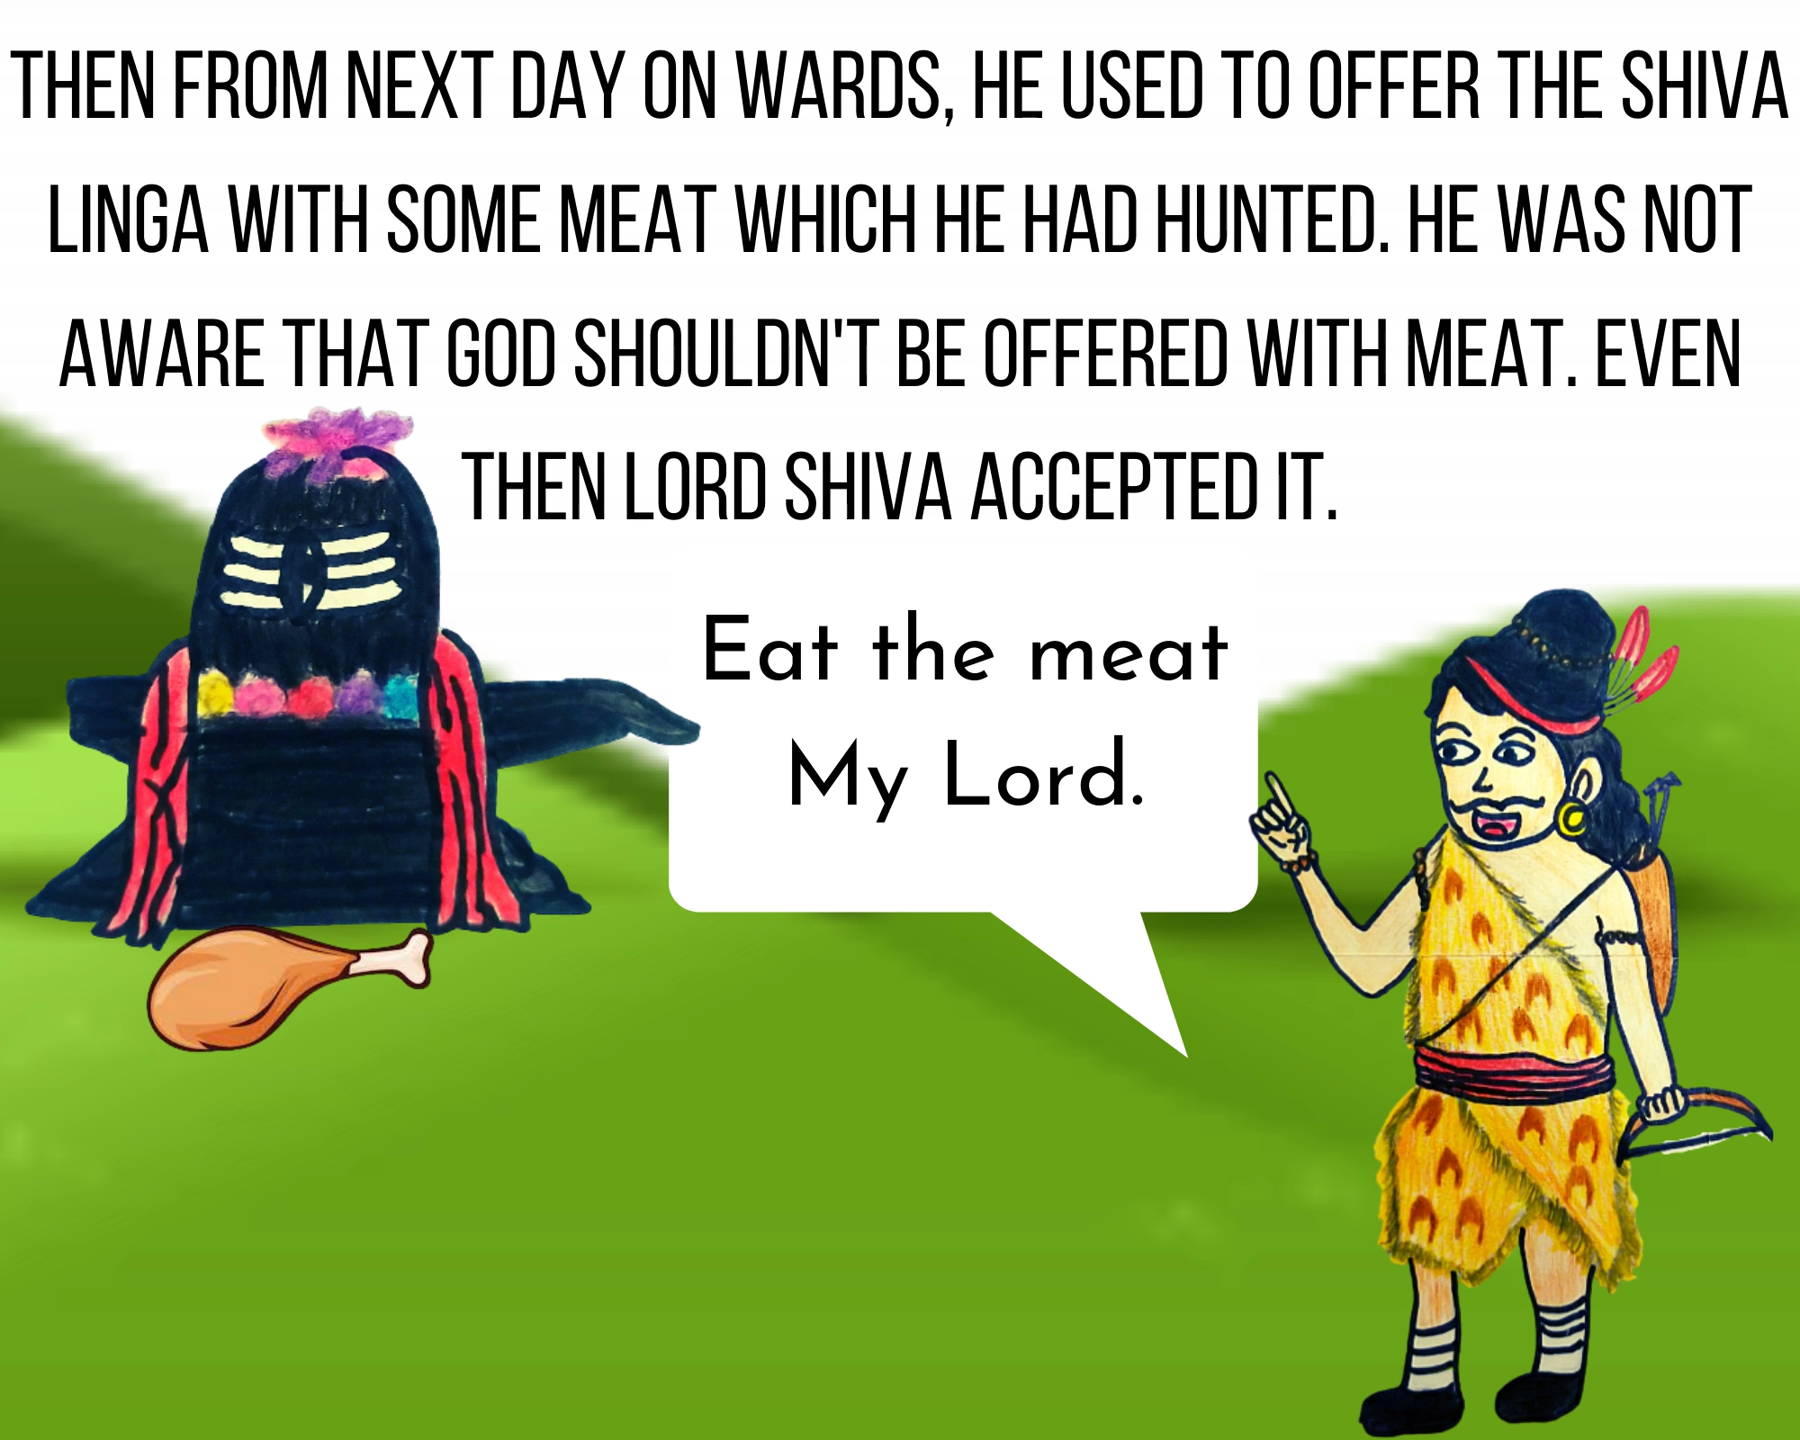 THEN FROM NEXT DAY ON WARDS, HE USED TO OFFER THE SHIVA
LINGA WITH SOME MEAT WHICH HE HAD HUNTED. HE WAS NOT
AWARE THAT GOD SHOULDN'T BE OFFERED WITH MEAT. EVEN
THEN LORD SHIVA ACCEPTED IT.
Eat the meat
My Lord.